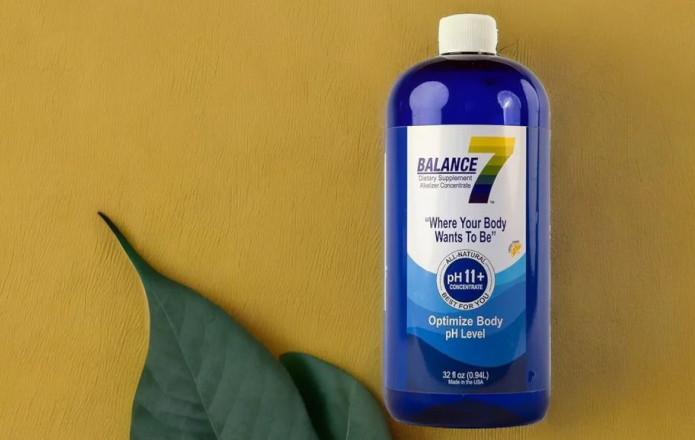 BALANCE 7
Dietary Supplement
Alkalizer Concentrate
TM
"Where Your Body
Wants To Be"
ALL-NATURAL
pH 11+
CONCENTRATE
BEST FOR YOU
Optimize Body
pH Level
32 fl oz (0.94L)
Made in the USA